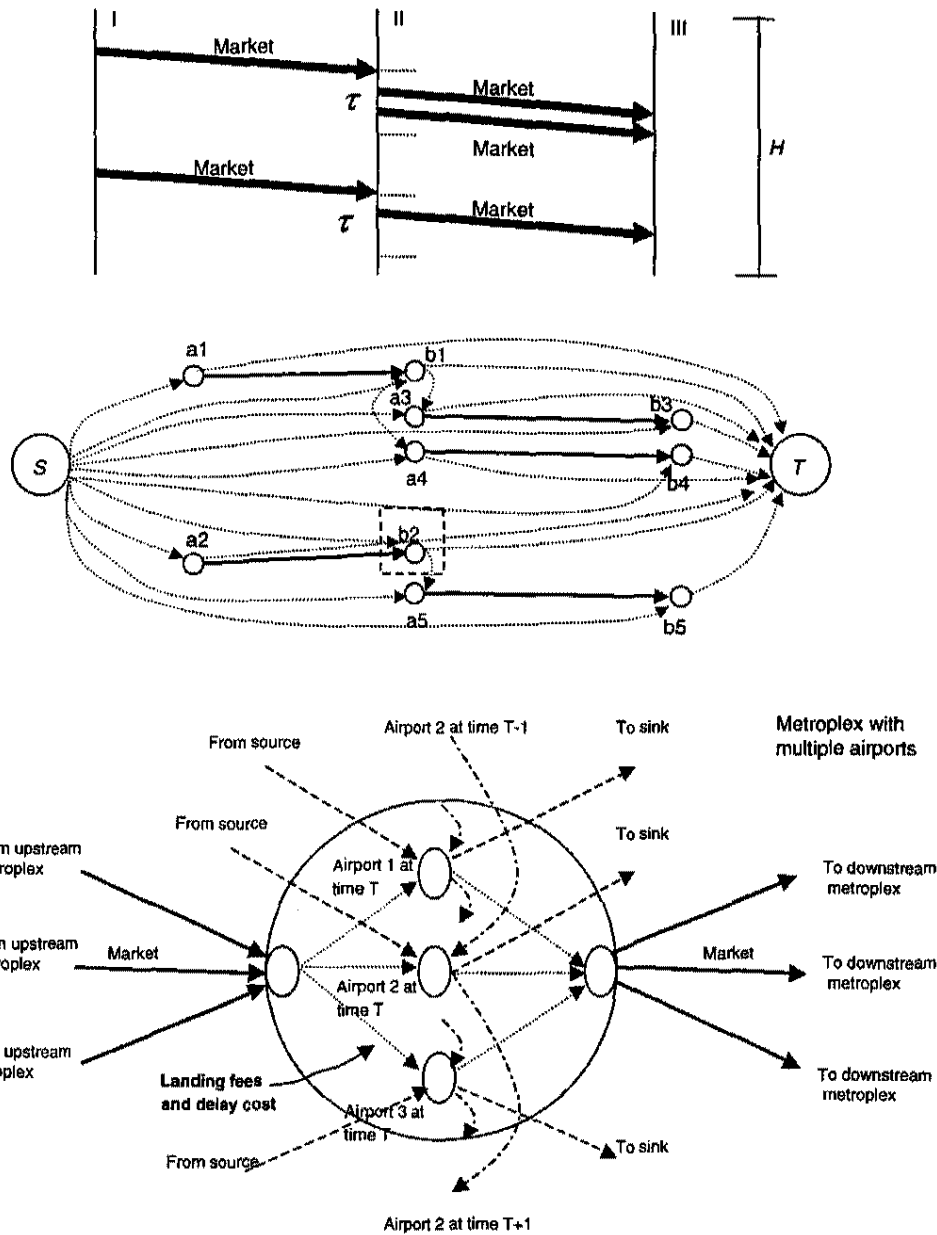 I
II
III
Market
Market
τ
Market
H
Market
Market
τ
a1
b1
a3
b3
S
a4
b4
T
a2
b2
a5
b5
Metroplex with
multiple airports
Airport 2 at time T-1
To sink
From source
From source
To sink
m upstream
roplex
Airport 1 at
time T
To downstream
metroplex
m upstream
roplex
Market
Airport 2 at
time T
Market
To downstream
metroplex
upstream
oplex
Landing fees
and delay cost
Airport 3 at
time T
To downstream
metroplex
From source
To sink
Airport 2 at time T+1